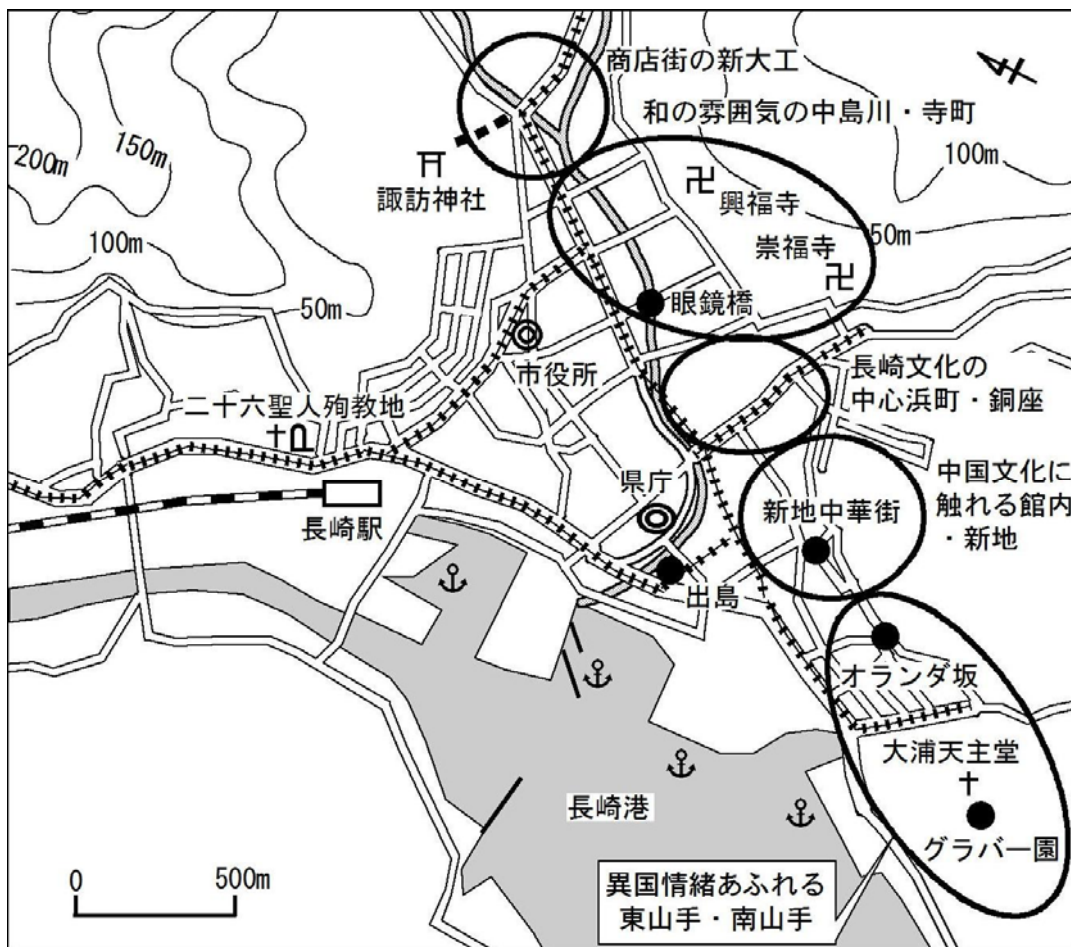 商店街の新大工
和の雰囲気の中島川・寺町
200m
150m
100m
50m
100m
50m
諏訪神社
興福寺
崇福寺
眼鏡橋
市役所
長崎文化の
中心浜町・銅座
二十六聖人殉教地
長崎駅
県庁
新地中華街
中国文化に
触れる館内
・新地
出島
オランダ坂
大浦天主堂
グラバー園
長崎港
異国情緒あふれる
東山手・南山手
0
500m